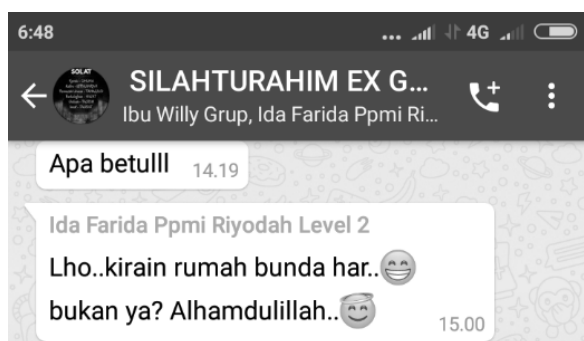 6:48 ... 4G
SILAHTURAHIM EX G...
Ibu Willy Grup, Ida Farida Ppmi Ri...
SOLAT
Apa betulll 14.19
Ida Farida Ppmi Riyodah Level 2
Lho..kirain rumah bunda har..😁
bukan ya? Alhamdulillah..😇
15.00